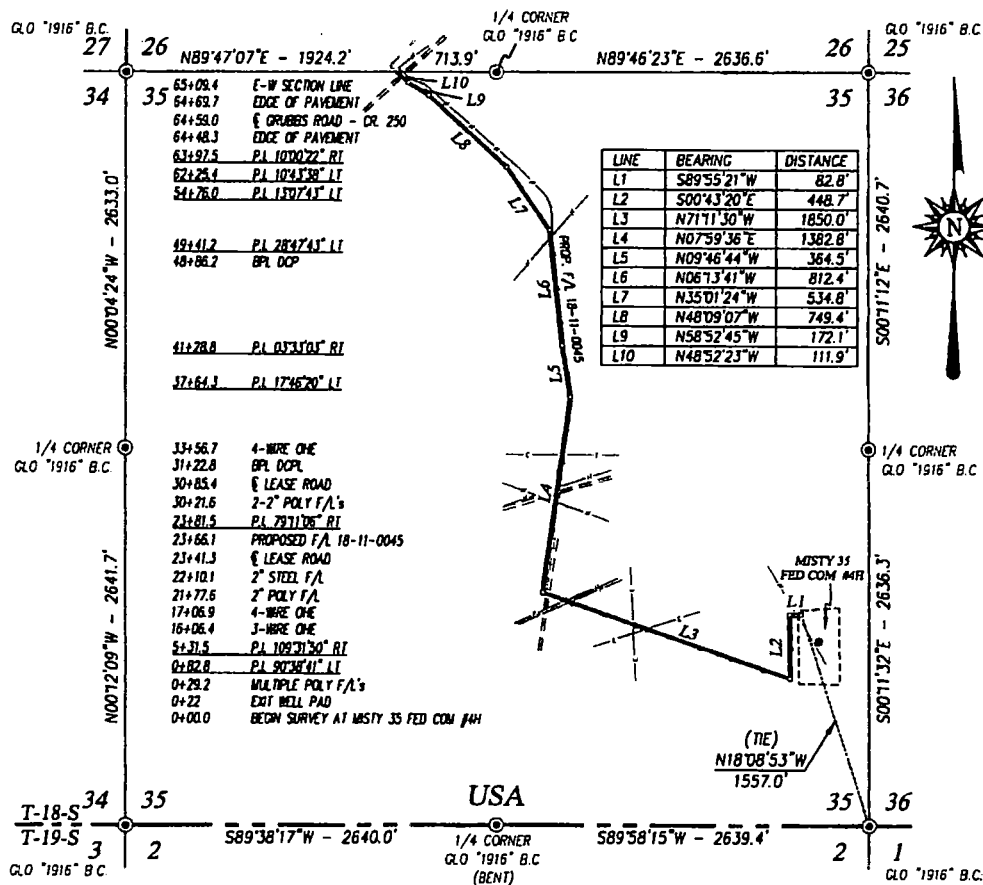 GLO "1916" B.C.
1/4 CORNER
GLO "1916" B.C
GLO "1916" B.C.
27 26
N89°47'07"E - 1924.2'
713.9'
N89°46'23"E - 2636.6'
26 25
34 35
35 36
65+09.4 E-W SECTION LINE
64+69.7 EDGE OF PAVEMENT
64+59.0 ℄ GRUBBS ROAD - CR. 250
64+48.3 EDGE OF PAVEMENT
63+97.5 P.I. 10°00'22" RT
62+25.4 P.I. 10°43'38" LT
54+76.0 P.I. 13°07'43" LT
49+41.2 P.I. 28°47'43" LT
48+86.2 BPL DCP
41+28.8 P.I. 03°33'03" RT
37+64.3 P.I. 17°46'20" LT
33+56.7 4-WIRE OHE
31+22.8 BPL DCPL
30+85.4 ℄ LEASE ROAD
30+21.6 2-2" POLY F/L's
23+81.5 P.I. 79°11'06" RT
23+66.1 PROPOSED F/L 18-11-0045
23+41.3 ℄ LEASE ROAD
22+10.1 2" STEEL F/L
21+77.6 2" POLY F/L
17+06.9 4-WIRE OHE
16+06.4 3-WIRE OHE
5+31.5 P.I. 109°31'50" RT
0+82.8 P.I. 90°38'41" LT
0+29.2 MULTIPLE POLY F/L's
0+22 EXIT WELL PAD
0+00.0 BEGIN SURVEY AT MISTY 35 FED COM #4H
L10
L9
L8
L7
L6
PROP. F/L 18-11-0045
L5
L4
L3
L2
L1
LINE BEARING DISTANCE
L1 S89°55'21"W 82.8'
L2 S00°43'20"E 448.7'
L3 N71°11'30"W 1850.0'
L4 N07°59'36"E 1382.8'
L5 N09°46'44"W 364.5'
L6 N06°13'41"W 812.4'
L7 N35°01'24"W 534.8'
L8 N48°09'07"W 749.4'
L9 N58°52'45"W 172.1'
L10 N48°52'23"W 111.9'
N
N00°04'24"W - 2633.0'
S00°11'12"E - 2640.7'
1/4 CORNER
GLO "1916" B.C.
1/4 CORNER
GLO "1916" B.C.
N00°12'09"W - 2641.7'
S00°11'32"E - 2636.3'
MISTY 35
FED COM #4H
(TIE)
N18°08'53"W
1557.0'
USA
T-18-S
T-19-S
34 35
35 36
3 2
2 1
S89°38'17"W - 2640.0'
1/4 CORNER
GLO "1916" B.C
(BENT)
S89°58'15"W - 2639.4'
GLO "1916" B.C.
GLO "1916" B.C.